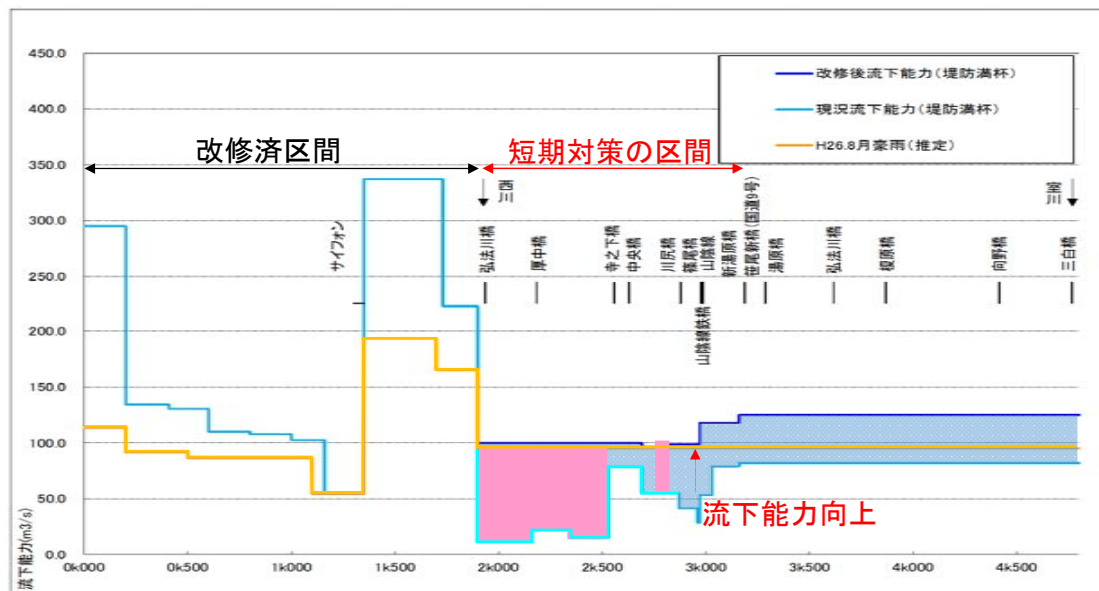 450.0
400.0
350.0
300.0
250.0
200.0
150.0
100.0
50.0
0.0
流下能力(m3/s)
改修後流下能力(堤防満杯)
現況流下能力(堤防満杯)
H26.8月豪雨(推定)
改修済区間
短期対策の区間
サイフォン
弘法川橋
厚中橋
寺之下橋
中央橋
川尻橋
篠尾橋
山陰線
山陰線鉄橋
新湯原橋
笹尾新橋(国道9号)
湯原橋
弘法川橋
榎原橋
向野橋
三白橋
流下能力向上
0k000
0k500
1k000
1k500
2k000
2k500
3k000
3k500
4k000
4k500